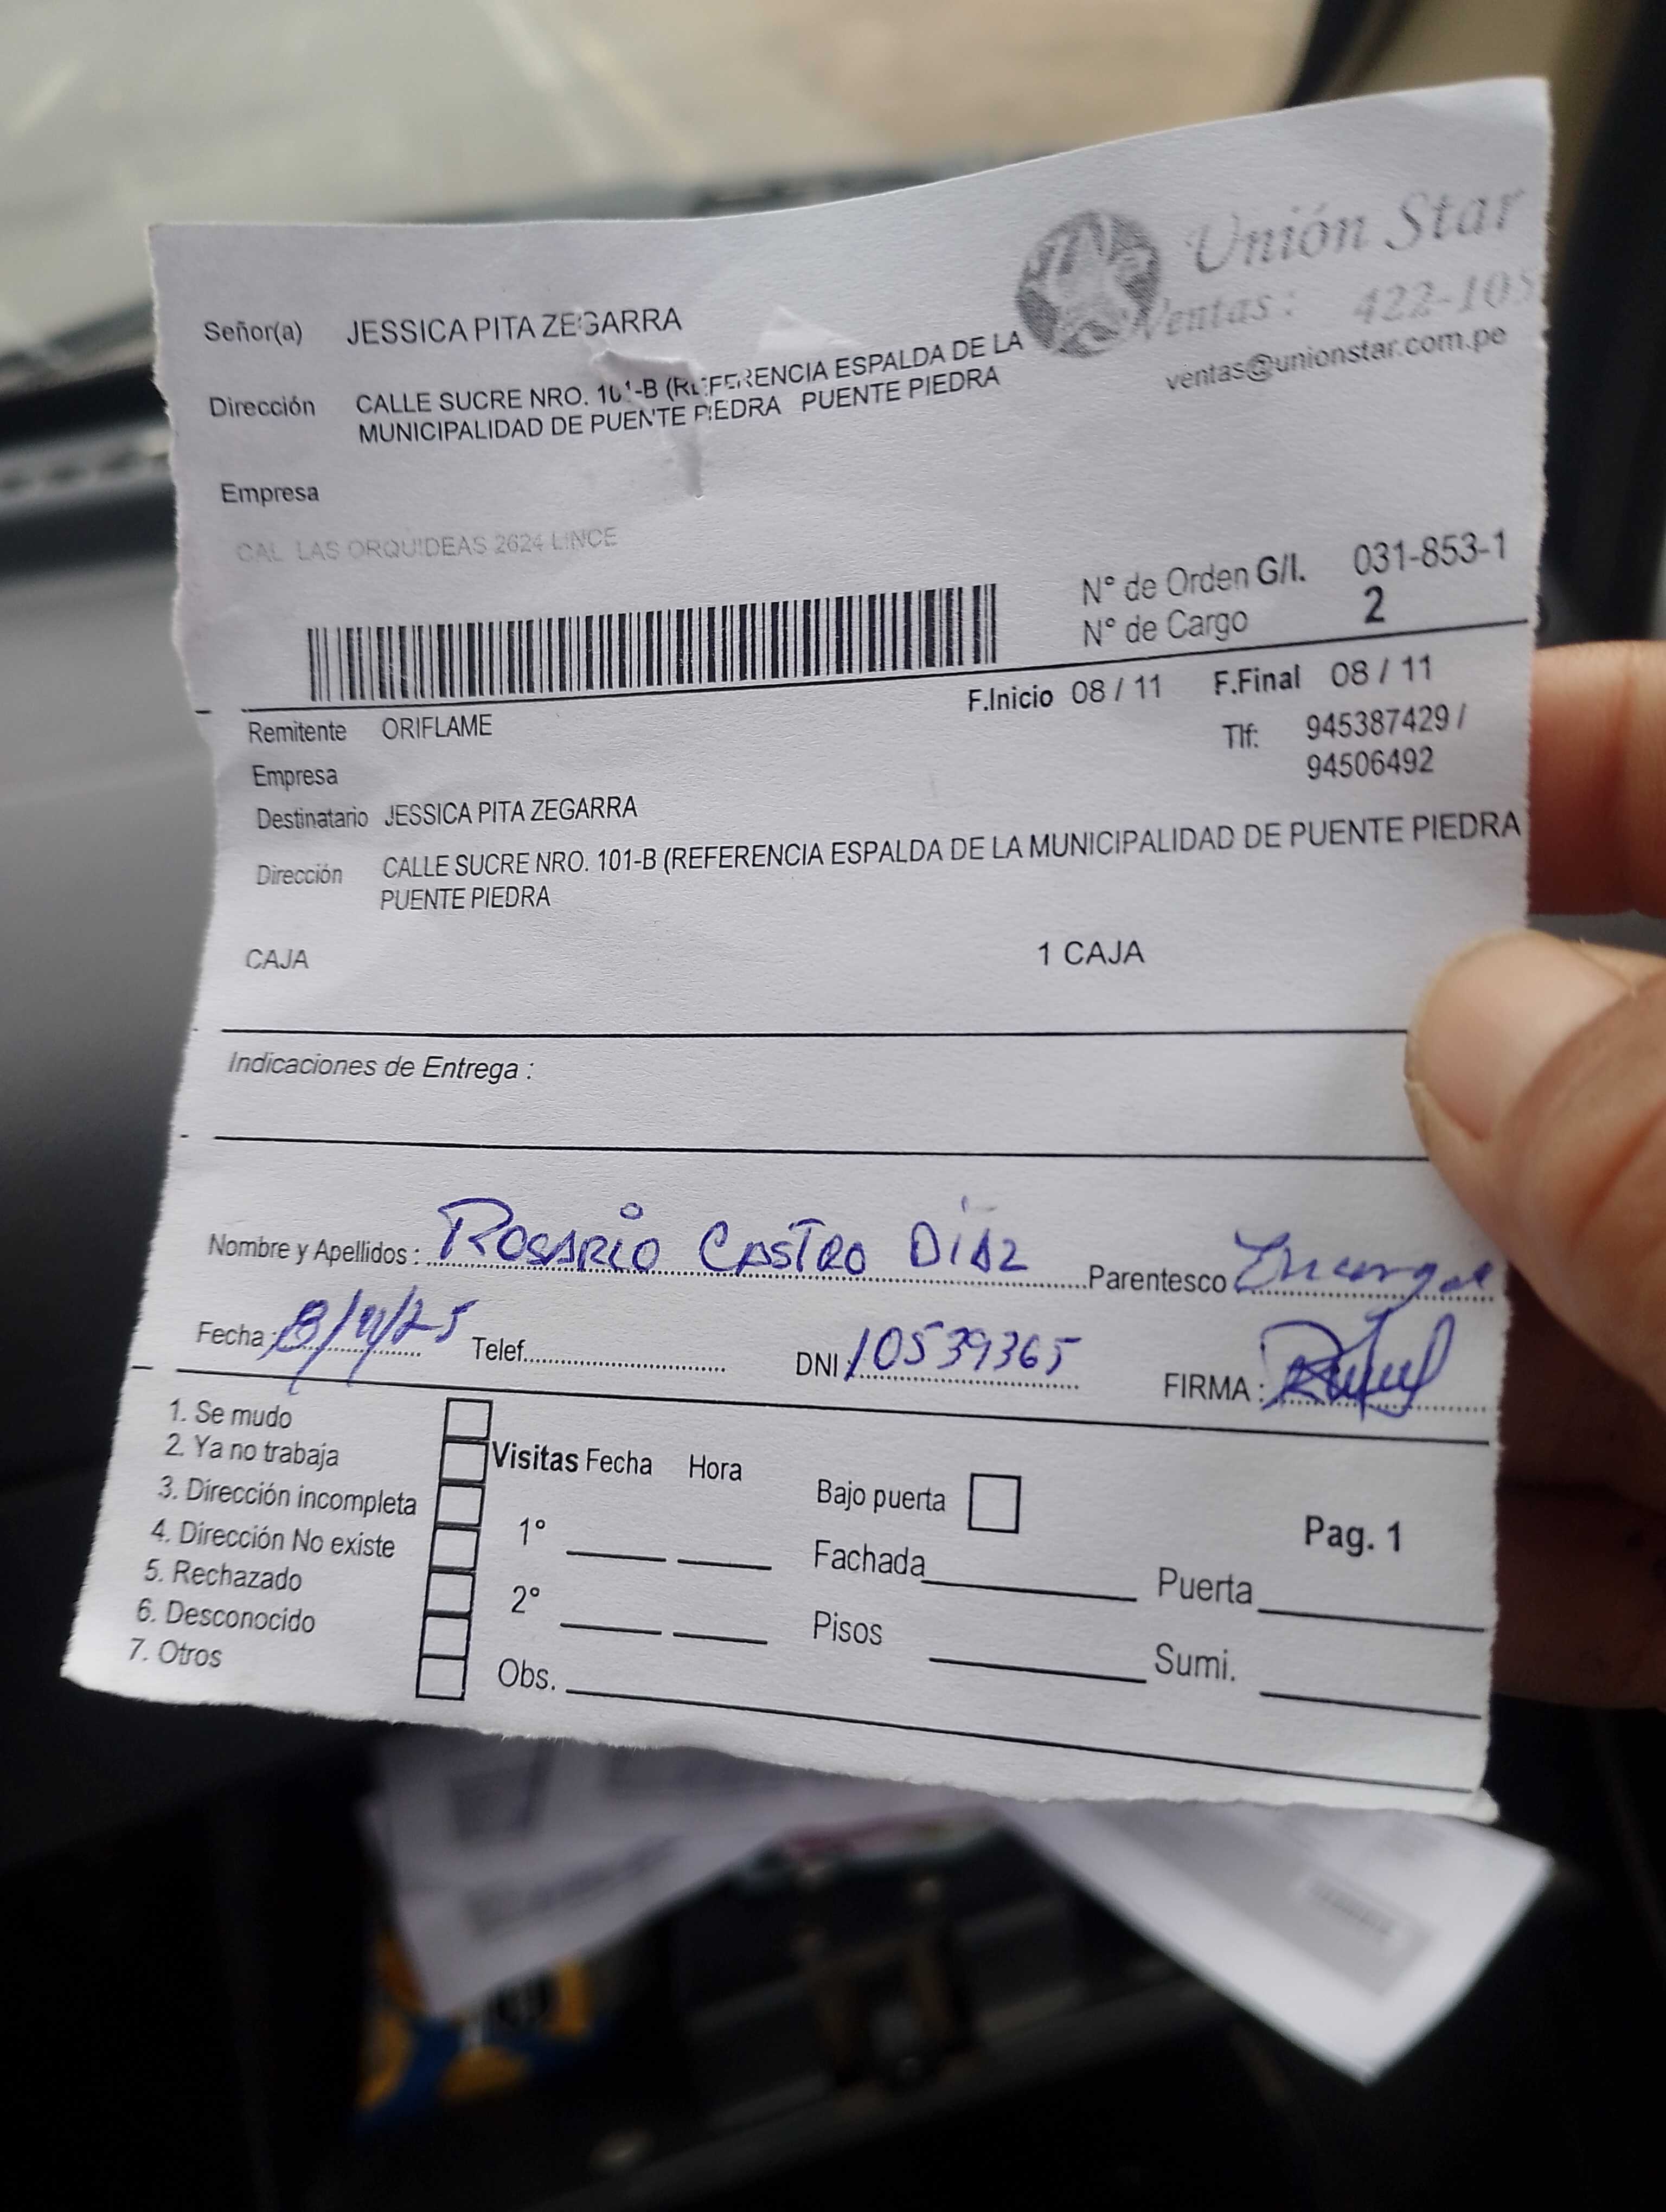 Unión Star
Ventas : 422-105
ventas@unionstar.com.pe
Señor(a) JESSICA PITA ZEGARRA
Dirección CALLE SUCRE NRO. 101-B (REFERENCIA ESPALDA DE LA
MUNICIPALIDAD DE PUENTE PIEDRA PUENTE PIEDRA
Empresa
CAL LAS ORQUIDEAS 2624 LINCE
N° de Orden G/I. 031-853-1
N° de Cargo 2
F.Inicio 08 / 11 F.Final 08 / 11
Remitente ORIFLAME
Tlf: 945387429 /
94506492
Empresa
Destinatario JESSICA PITA ZEGARRA
Dirección CALLE SUCRE NRO. 101-B (REFERENCIA ESPALDA DE LA MUNICIPALIDAD DE PUENTE PIEDRA
PUENTE PIEDRA
CAJA 1 CAJA
Indicaciones de Entrega :
Nombre y Apellidos : ROSARIO CASTRO DÍAZ Parentesco
Fecha : 8/11/25 Telef. DNI : 10539365 FIRMA :
1. Se mudo
2. Ya no trabaja
3. Dirección incompleta
4. Dirección No existe
5. Rechazado
6. Desconocido
7. Otros
Visitas Fecha Hora
1°
2°
Obs.
Bajo puerta
Fachada
Pisos
Pag. 1
Puerta
Sumi.